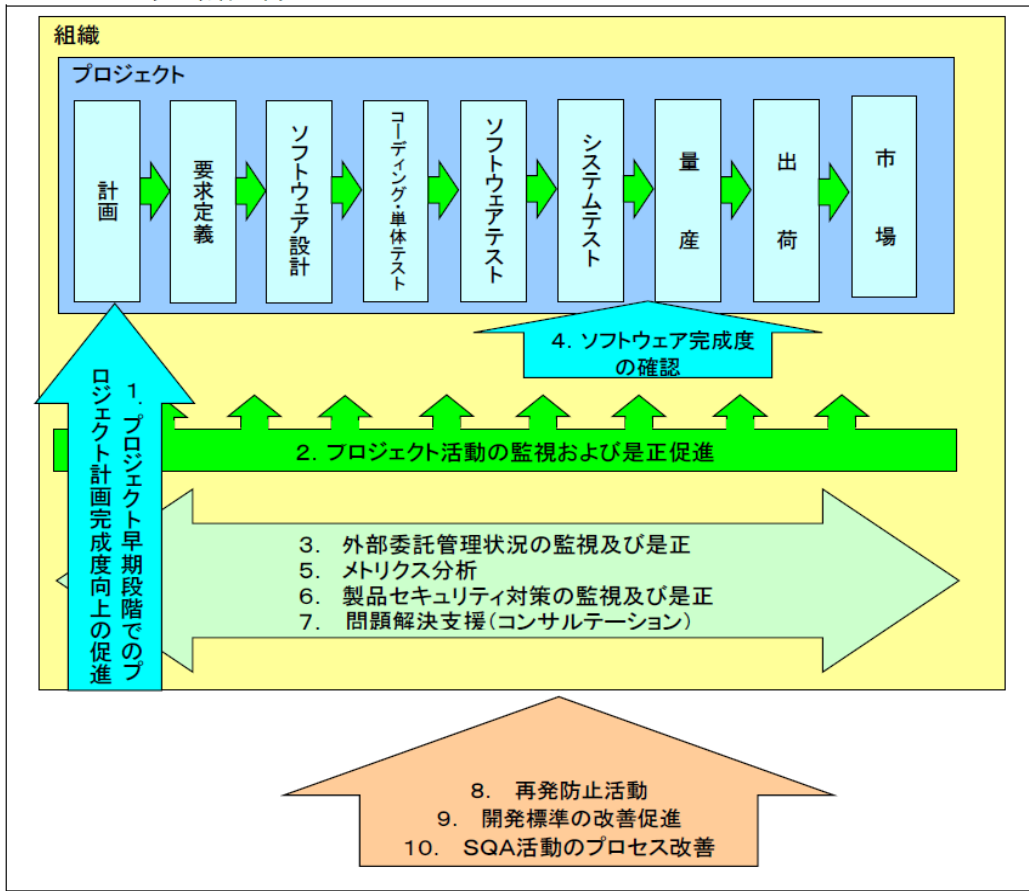 組織
プロジェクト
計画
要求定義
ソフトウェア設計
コーディング・単体テスト
ソフトウェアテスト
システムテスト
量産
出荷
市場
4．ソフトウェア完成度
の確認
1．プロジェクト早期段階でのプ
ロジェクト計画完成度向上の促進
2．プロジェクト活動の監視および是正促進
3．　外部委託管理状況の監視及び是正
5．　メトリクス分析
6．　製品セキュリティ対策の監視及び是正
7．　問題解決支援（コンサルテーション）
8．　再発防止活動
9．　開発標準の改善促進
10．　SQA活動のプロセス改善